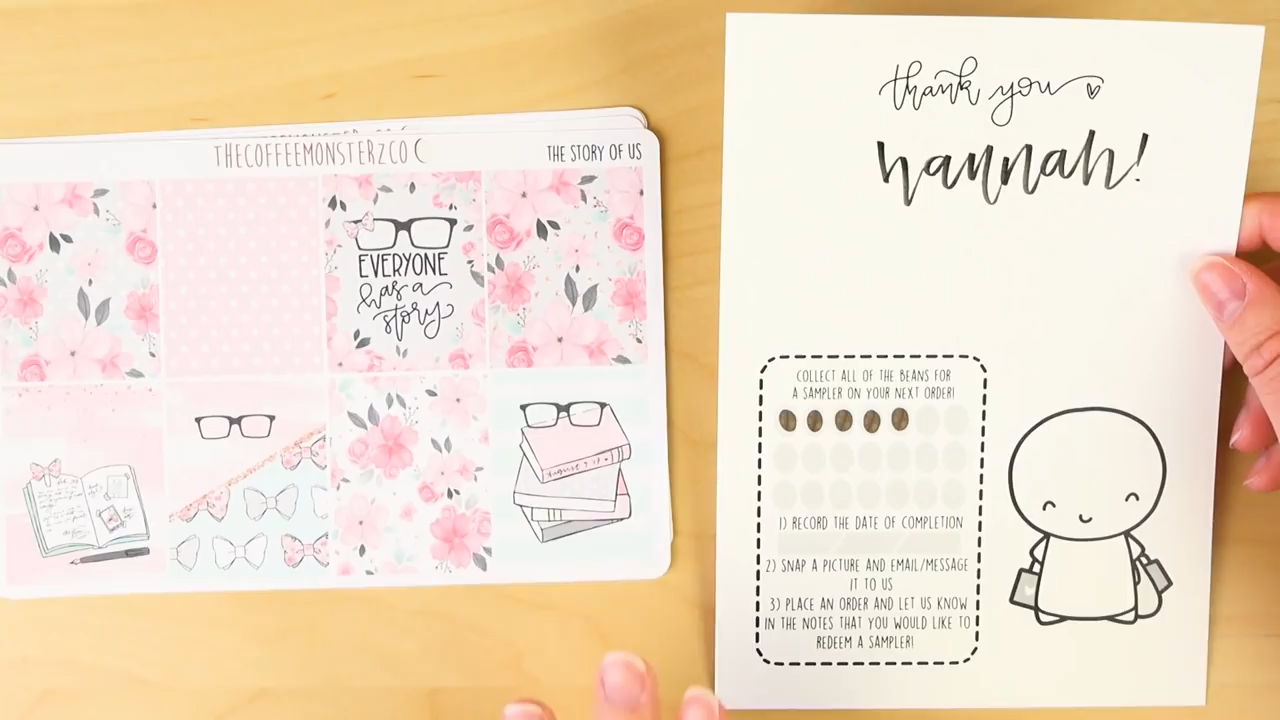 THECOFFEEMONSTERZCO
THE STORY OF US
EVERYONE
has a
story
thank you
hannah!
COLLECT ALL OF THE BEANS FOR
A SAMPLER ON YOUR NEXT ORDER!
1) RECORD THE DATE OF COMPLETION
2) SNAP A PICTURE AND EMAIL/MESSAGE
IT TO US
3) PLACE AN ORDER AND LET US KNOW
IN THE NOTES THAT YOU WOULD LIKE TO
REDEEM A SAMPLER!